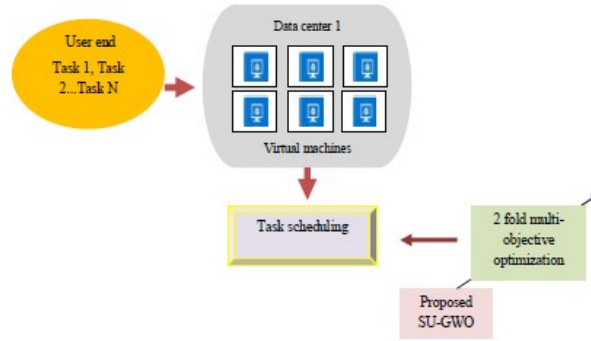 User end
Task 1, Task
2...Task N
Data center 1
Virtual machines
Task scheduling
2 fold multi-
objective
optimization
Proposed
SU-GWO